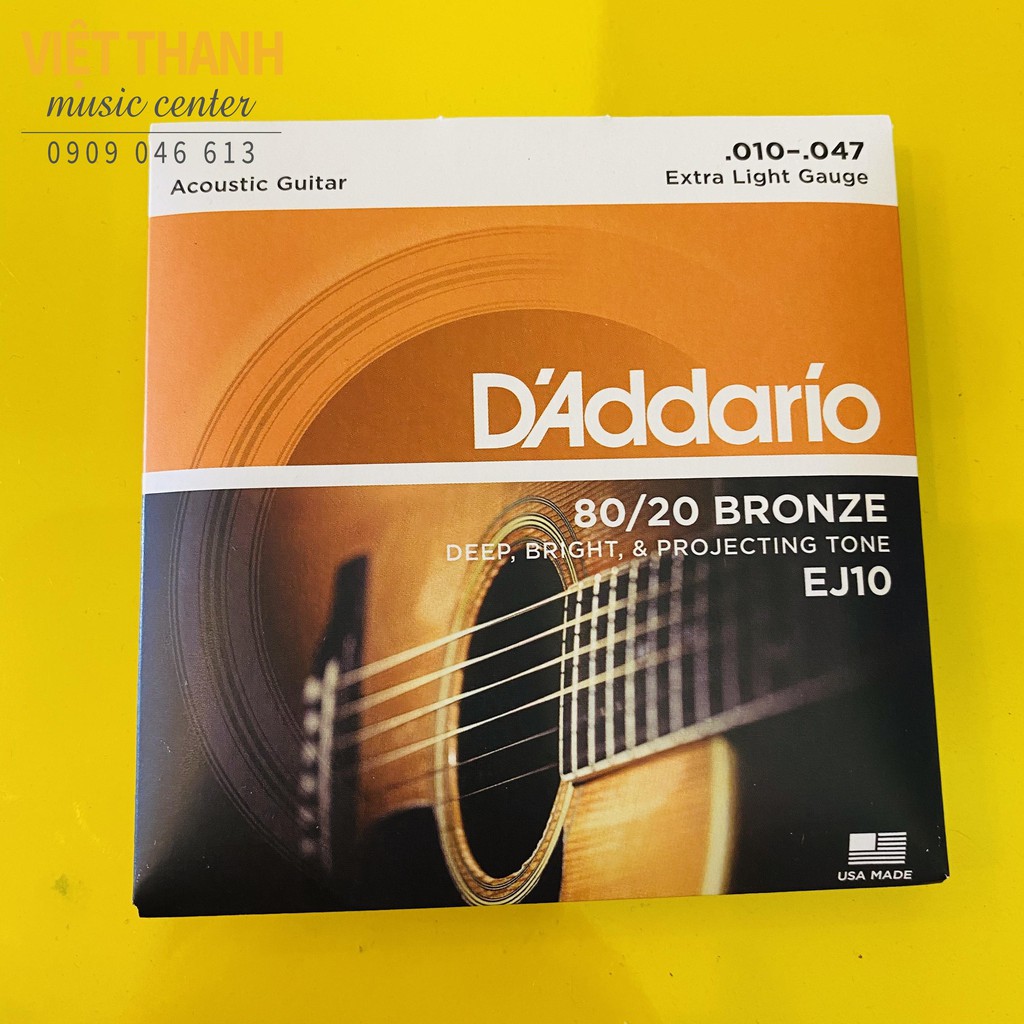 VIỆT THANH
music center
0909 046 613
Acoustic Guitar
.010–.047
Extra Light Gauge
D'Addario
80/20 BRONZE
DEEP, BRIGHT, & PROJECTING TONE
EJ10
USA MADE